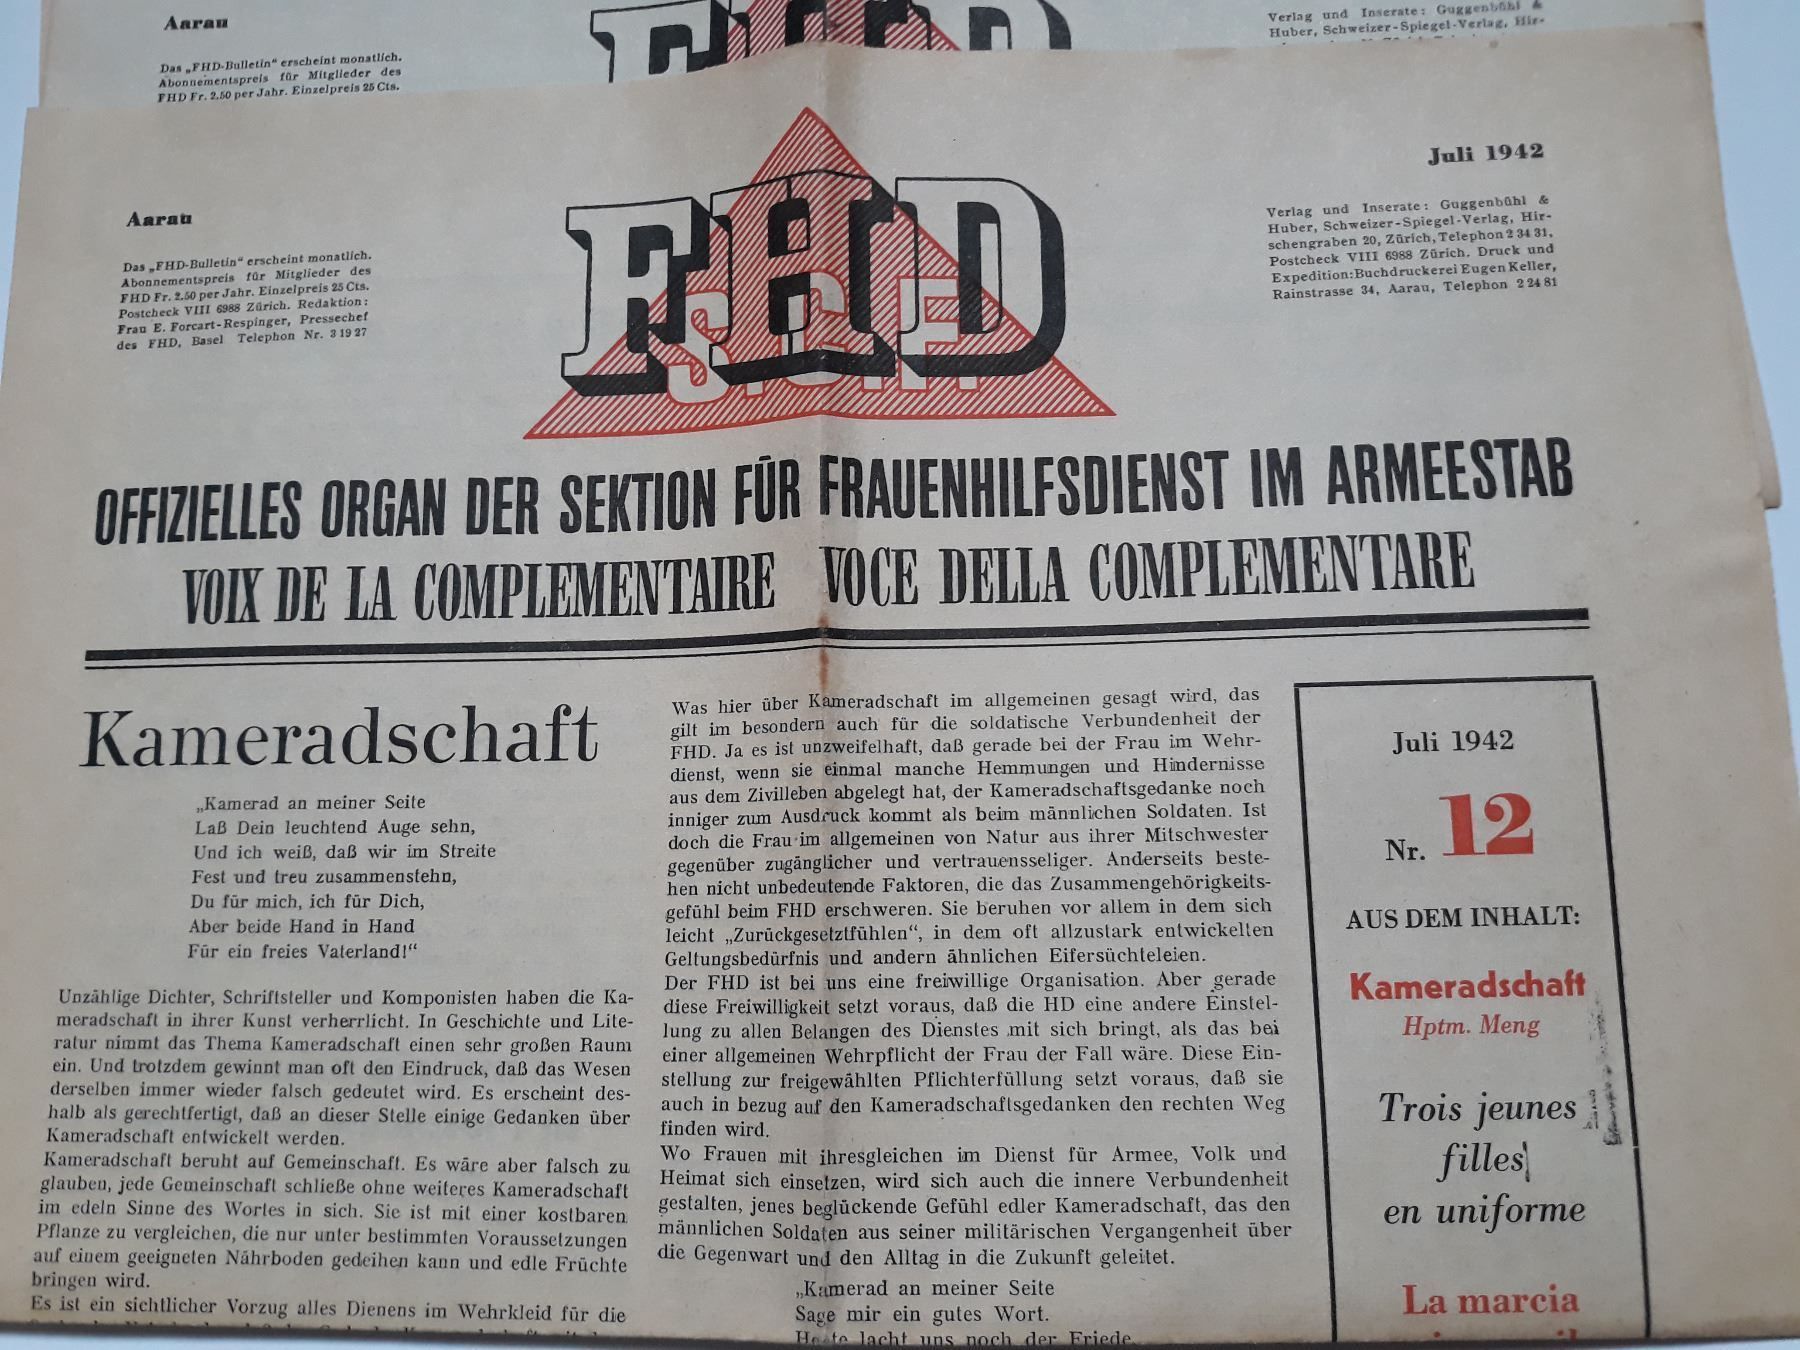 Aarau
Das „FHD-Bulletin“ erscheint monatlich.
Abonnementspreis für Mitglieder des
FHD Fr. 2.50 per Jahr. Einzelpreis 25 Cts.
FHD
Verlag und Inserate: Guggenbühl &
Huber, Schweizer-Spiegel-Verlag, Hir-
Aarau
Das „FHD-Bulletin“ erscheint monatlich.
Abonnementspreis für Mitglieder des
FHD Fr. 2.50 per Jahr. Einzelpreis 25 Cts.
Postcheck VIII 6988 Zürich. Redaktion:
Frau E. Forcart-Respinger, Pressechef
des FHD, Basel Telephon Nr. 3 19 27
FHD
SCF
Juli 1942
Verlag und Inserate: Guggenbühl &
Huber, Schweizer-Spiegel-Verlag, Hir-
schengraben 20, Zürich, Telephon 2 34 31,
Postcheck VIII 6988 Zürich. Druck und
Expedition: Buchdruckerei Eugen Keller,
Rainstrasse 34, Aarau, Telephon 2 24 81
OFFIZIELLES ORGAN DER SEKTION FÜR FRAUENHILFSDIENST IM ARMEESTAB
VOIX DE LA COMPLEMENTAIRE VOCE DELLA COMPLEMENTARE
Kameradschaft
„Kamerad an meiner Seite
Laß Dein leuchtend Auge sehn,
Und ich weiß, daß wir im Streite
Fest und treu zusammenstehn,
Du für mich, ich für Dich,
Aber beide Hand in Hand
Für ein freies Vaterland!“
Unzählige Dichter, Schriftsteller und Komponisten haben die Ka-
meradschaft in ihrer Kunst verherrlicht. In Geschichte und Lite-
ratur nimmt das Thema Kameradschaft einen sehr großen Raum
ein. Und trotzdem gewinnt man oft den Eindruck, daß das Wesen
derselben immer wieder falsch gedeutet wird. Es erscheint des-
halb als gerechtfertigt, daß an dieser Stelle einige Gedanken über
Kameradschaft entwickelt werden.
Kameradschaft beruht auf Gemeinschaft. Es wäre aber falsch zu
glauben, jede Gemeinschaft schließe ohne weiteres Kameradschaft
im edeln Sinne des Wortes in sich. Sie ist mit einer kostbaren
Pflanze zu vergleichen, die nur unter bestimmten Voraussetzungen
auf einem geeigneten Nährboden gedeihen kann und edle Früchte
bringen wird.
Es ist ein sichtlicher Vorzug alles Dienens im Wehrkleid für die
Was hier über Kameradschaft im allgemeinen gesagt wird, das
gilt im besondern auch für die soldatische Verbundenheit der
FHD. Ja es ist unzweifelhaft, daß gerade bei der Frau im Wehr-
dienst, wenn sie einmal manche Hemmungen und Hindernisse
aus dem Zivilleben abgelegt hat, der Kameradschaftsgedanke noch
inniger zum Ausdruck kommt als beim männlichen Soldaten. Ist
doch die Frau im allgemeinen von Natur aus ihrer Mitschwester
gegenüber zugänglicher und vertrauensseliger. Anderseits beste-
hen nicht unbedeutende Faktoren, die das Zusammengehörigkeits-
gefühl beim FHD erschweren. Sie beruhen vor allem in dem sich
leicht „Zurückgesetztfühlen“, in dem oft allzustark entwickelten
Geltungsbedürfnis und andern ähnlichen Eifersüchteleien.
Der FHD ist bei uns eine freiwillige Organisation. Aber gerade
diese Freiwilligkeit setzt voraus, daß die HD eine andere Einstel-
lung zu allen Belangen des Dienstes mit sich bringt, als das bei
einer allgemeinen Wehrpflicht der Frau der Fall wäre. Diese Ein-
stellung zur freigewählten Pflichterfüllung setzt voraus, daß sie
auch in bezug auf den Kameradschaftsgedanken den rechten Weg
finden wird.
Wo Frauen mit ihresgleichen im Dienst für Armee, Volk und
Heimat sich einsetzen, wird sich auch die innere Verbundenheit
gestalten, jenes beglückende Gefühl edler Kameradschaft, das den
männlichen Soldaten aus seiner militärischen Vergangenheit über
die Gegenwart und den Alltag in die Zukunft geleitet.
„Kamerad an meiner Seite
Sage mir ein gutes Wort.
Heute lacht uns noch der Friede
Juli 1942
Nr. 12
AUS DEM INHALT:
Kameradschaft
Hptm. Meng
Trois jeunes
filles
en uniforme
La marcia